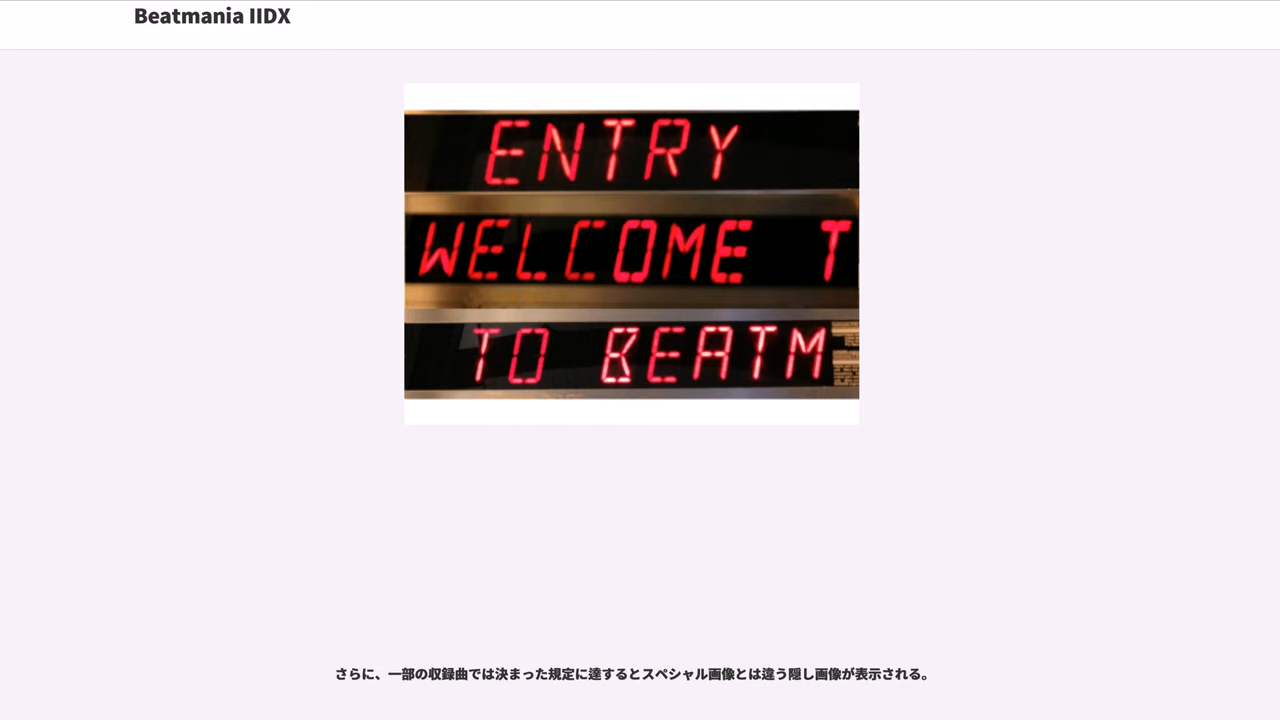 Beatmania IIDX
ENTRY
WELCOME T
TO BEATM
さらに、一部の収録曲では決まった規定に達するとスペシャル画像とは違う隠し画像が表示される。